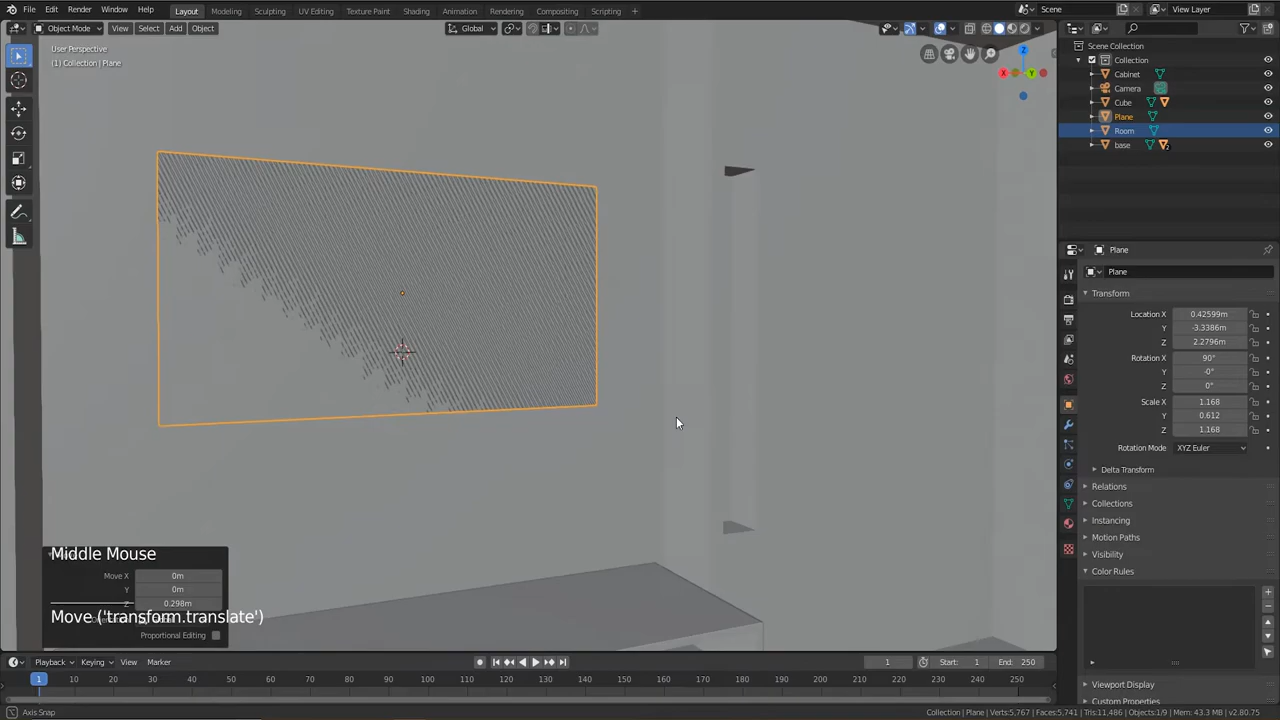 File Edit Render Window Help Layout Modeling Sculpting UV Editing Texture Paint Shading Animation Rendering Compositing Scripting + Scene View Layer
Object Mode View Select Add Object Global
User Perspective
(1) Collection | Plane
Z
X
Y
Scene Collection
Collection
Cabinet
Camera
Cube
Plane
Room
base
2
Plane
Plane
Transform
Location X 0.42599m
Y -3.3386m
Z 2.2796m
Rotation X 90°
Y -0°
Z 0°
Scale X 1.168
Y 0.612
Z 1.168
Rotation Mode XYZ Euler
Delta Transform
Relations
Collections
Instancing
Motion Paths
Visibility
Color Rules
Viewport Display
Custom Properties
Middle Mouse
Move X 0m
Y 0m
Z 0.298m
Move ('transform.translate')
Proportional Editing
Playback Keying View Marker 1 Start: 1 End: 250
1 10 20 30 40 50 60 70 80 90 100 110 120 130 140 150 160 170 180 190 200 210 220 230 240 250
Axis Snap
Collection | Plane | Verts:5,767 | Faces:5,741 | Tris:11,486 | Objects:1/9 | Mem: 43.3 MB | v2.80.75